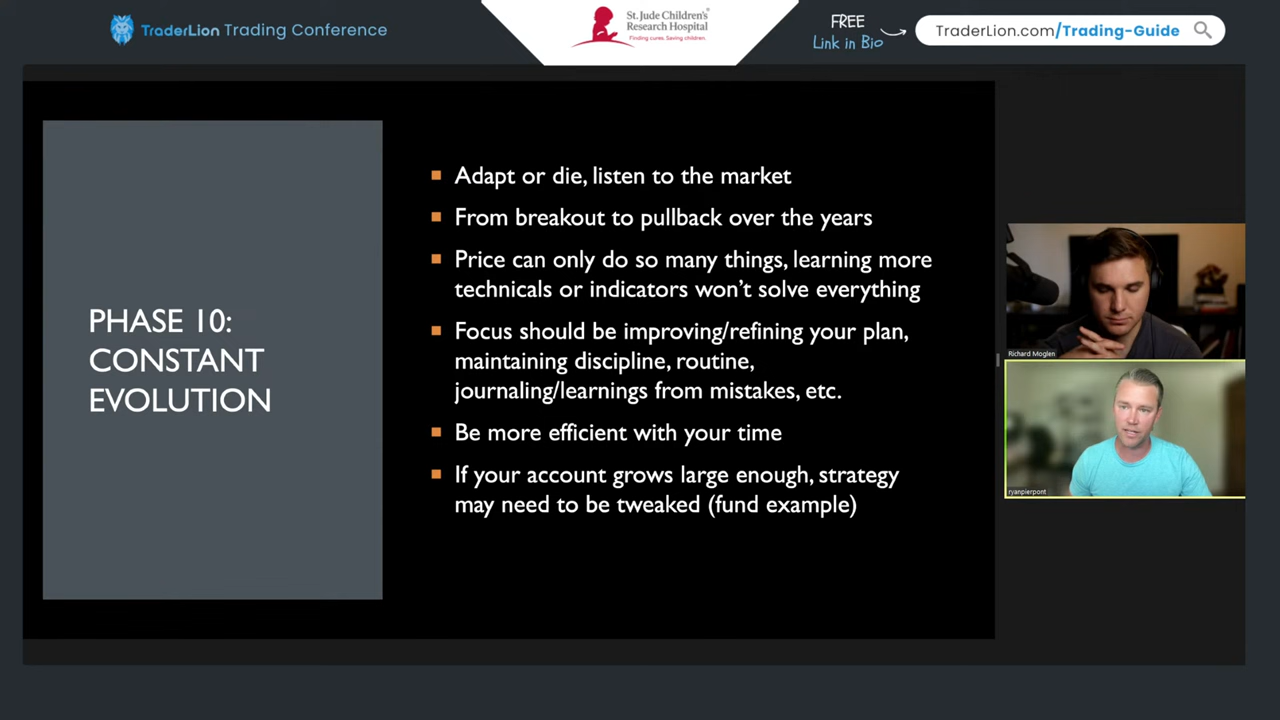 TraderLion Trading Conference
St. Jude Children's
Research Hospital
Finding cures. Saving children.
FREE
Link in Bio
TraderLion.com/Trading-Guide
PHASE 10:
CONSTANT
EVOLUTION
Adapt or die, listen to the market
From breakout to pullback over the years
Price can only do so many things, learning more
technicals or indicators won't solve everything
Focus should be improving/refining your plan,
maintaining discipline, routine,
journaling/learnings from mistakes, etc.
Be more efficient with your time
If your account grows large enough, strategy
may need to be tweaked (fund example)
Richard Moglen
ryanpierpont